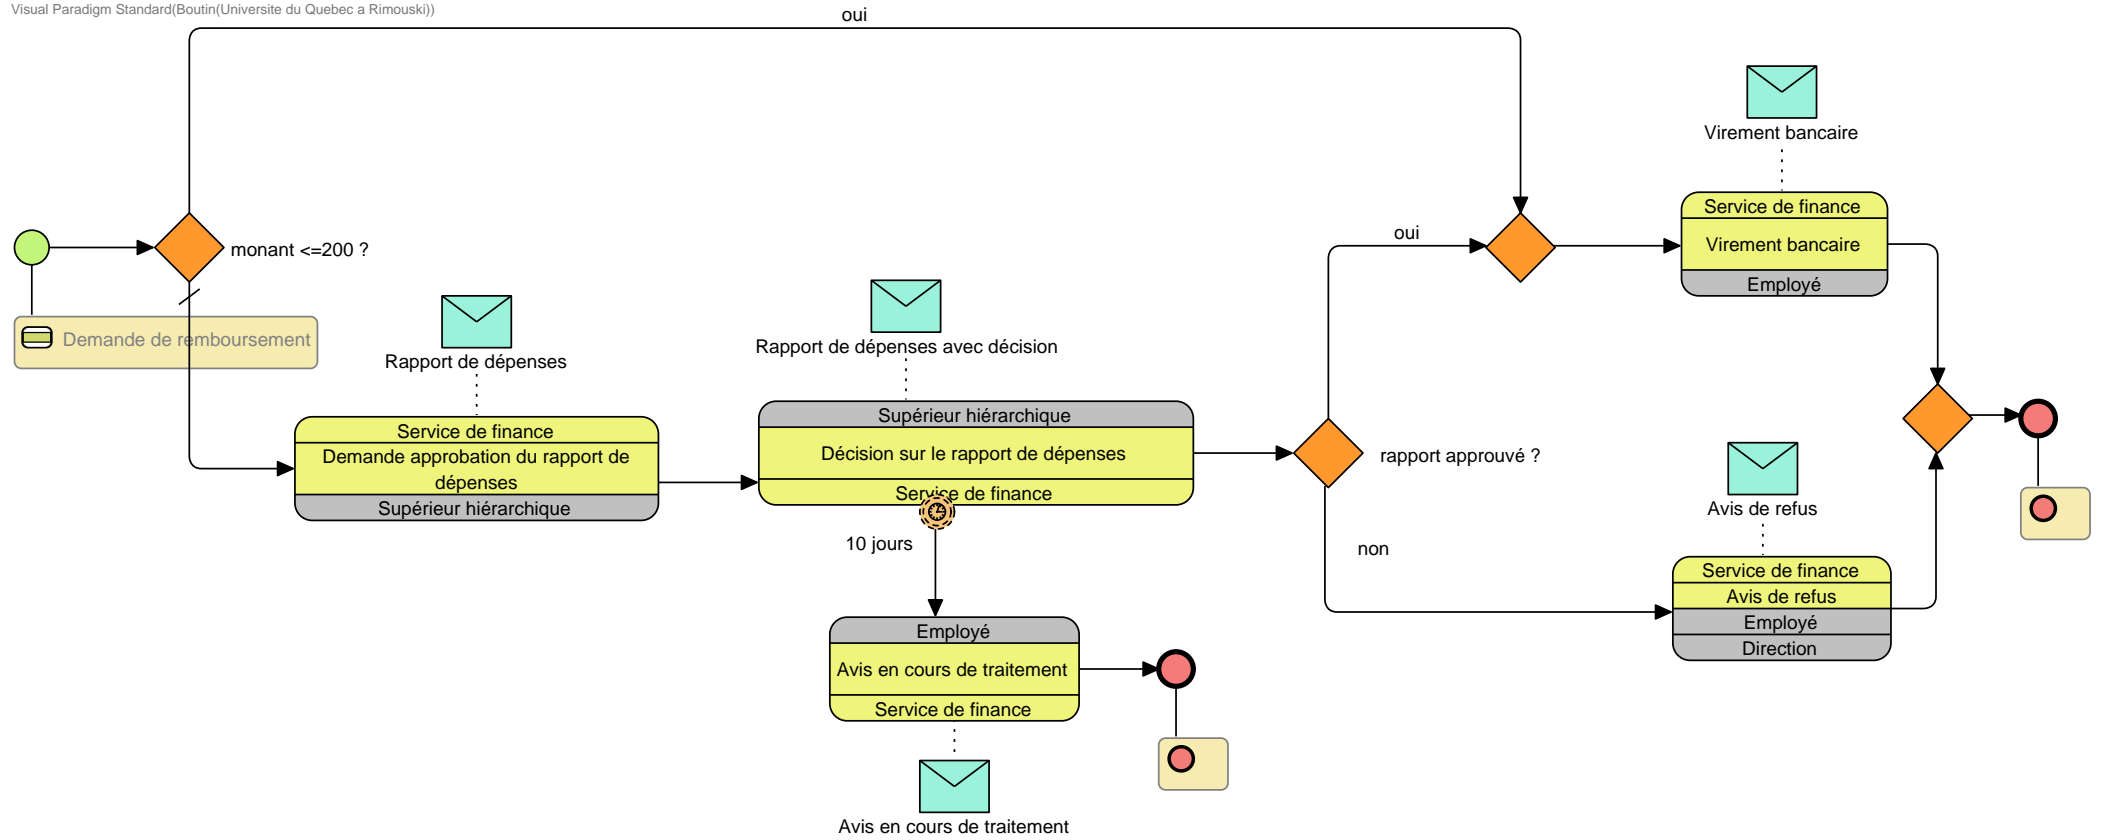 Visual Paradigm Standard(Boutin(Universite du Quebec a Rimouski))
oui
Virement bancaire
Service de finance
Virement bancaire
Employé
oui
monant <=200 ?
Demande de remboursement
Rapport de dépenses
Rapport de dépenses avec décision
Service de finance
Demande approbation du rapport de
dépenses
Supérieur hiérarchique
Supérieur hiérarchique
Décision sur le rapport de dépenses
Service de finance
10 jours
rapport approuvé ?
non
Avis de refus
Service de finance
Avis de refus
Employé
Direction
Employé
Avis en cours de traitement
Service de finance
Avis en cours de traitement